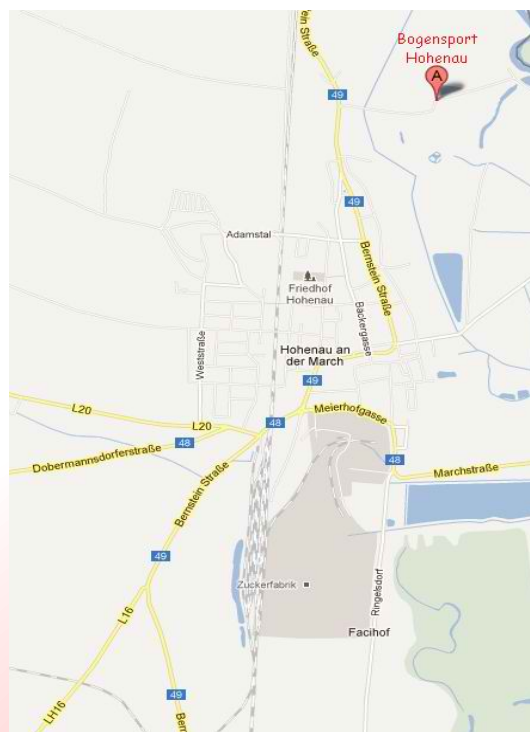 Bogensport
Hohenau
A
Bernstein Straße
49
49
Adamstal
Friedhof
Hohenau
Bernstein Straße
Backergasse
Weststraße
Hohenau an
der March
49
Meierhofgasse
L20
L20
48
48
Dobermannsdorferstraße
Bernstein Straße
48
Marchstraße
49
Zuckerfabrik
Ringelsdorf
L16
Facihof
49
LH16